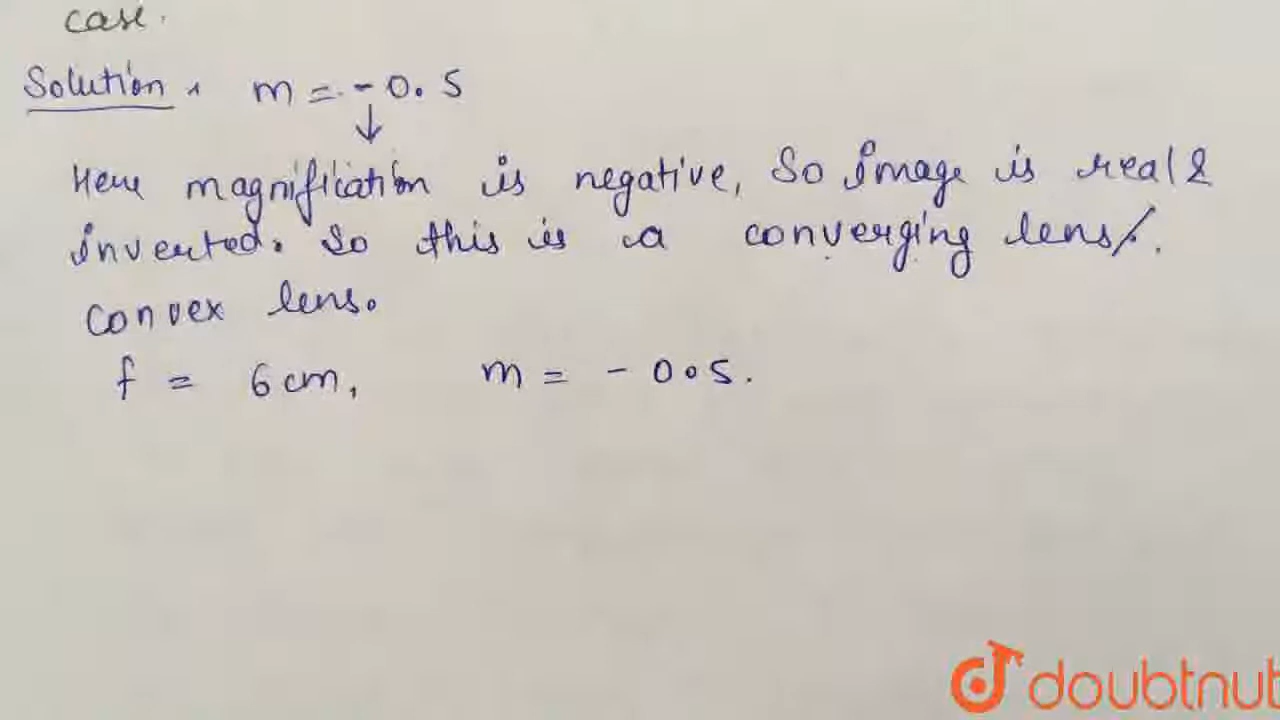 case.
Solution. m = -0.5
↓
Here magnification is negative, So image is real &
inverted. So this is a converging lens/.
convex lens.
f = 6 cm, m = -0.5.
doubtnut